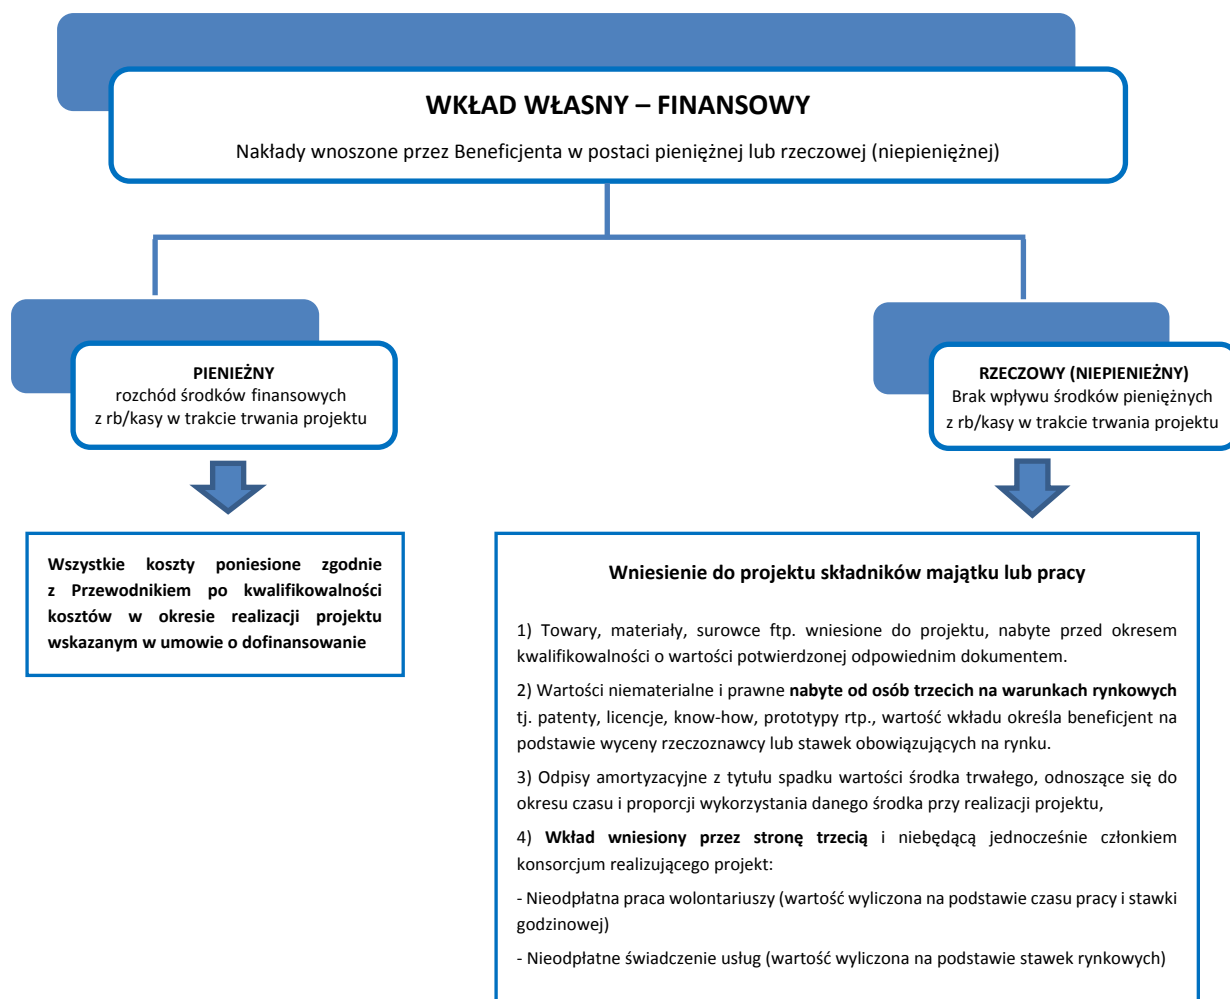 WKŁAD WŁASNY – FINANSOWY
Nakłady wnoszone przez Beneficjenta w postaci pieniężnej lub rzeczowej (niepieniężnej)
PIENIEŻNY
rozchód środków finansowych
z rb/kasy w trakcie trwania projektu
RZECZOWY (NIEPIENIEŻNY)
Brak wpływu środków pieniężnych
z rb/kasy w trakcie trwania projektu
Wszystkie koszty poniesione zgodnie
z Przewodnikiem po kwalifikowalności
kosztów w okresie realizacji projektu
wskazanym w umowie o dofinansowanie
Wniesienie do projektu składników majątku lub pracy
1) Towary, materiały, surowce ftp. wniesione do projektu, nabyte przed okresem
kwalifikowalności o wartości potwierdzonej odpowiednim dokumentem.
2) Wartości niematerialne i prawne nabyte od osób trzecich na warunkach rynkowych
tj. patenty, licencje, know-how, prototypy rtp., wartość wkładu określa beneficjent na
podstawie wyceny rzeczoznawcy lub stawek obowiązujących na rynku.
3) Odpisy amortyzacyjne z tytułu spadku wartości środka trwałego, odnoszące się do
okresu czasu i proporcji wykorzystania danego środka przy realizacji projektu,
4) Wkład wniesiony przez stronę trzecią i niebędącą jednocześnie członkiem
konsorcjum realizującego projekt:
- Nieodpłatna praca wolontariuszy (wartość wyliczona na podstawie czasu pracy i stawki
godzinowej)
- Nieodpłatne świadczenie usług (wartość wyliczona na podstawie stawek rynkowych)